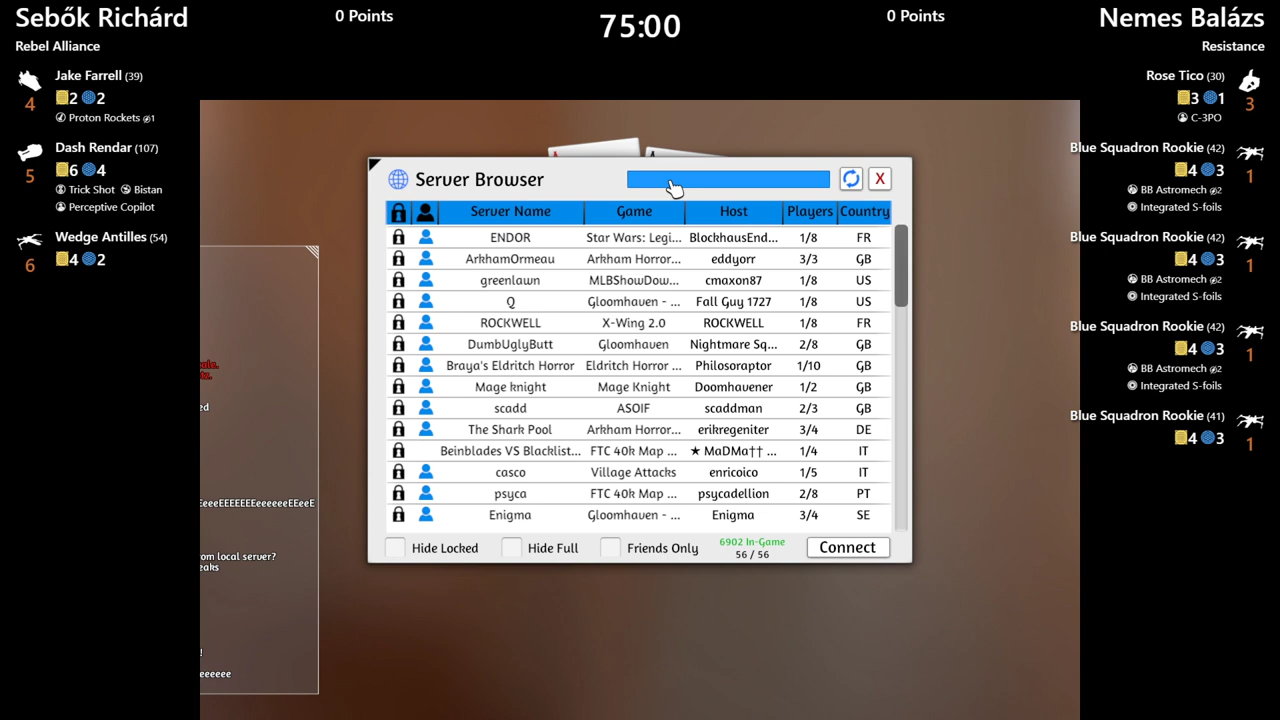 Sebők Richárd
0 Points
75:00
0 Points
Nemes Balázs
Rebel Alliance
Resistance
Jake Farrell (39)
4
2 2
Proton Rockets 1
Dash Rendar (107)
5
6 4
Trick Shot Bistan
Perceptive Copilot
Wedge Antilles (54)
6
4 2
Rose Tico (30)
3 1
3
C-3PO
Blue Squadron Rookie (42)
4 3
1
BB Astromech 2
Integrated S-foils
Blue Squadron Rookie (42)
4 3
1
BB Astromech 2
Integrated S-foils
Blue Squadron Rookie (42)
4 3
1
BB Astromech 2
Integrated S-foils
Blue Squadron Rookie (41)
4 3
1
Server Browser X
Server Name Game Host Players Country
ENDOR Star Wars: Legi... BlockhausEnd... 1/8 FR
ArkhamOrmeau Arkham Horror... eddyorr 3/3 GB
greenlawn MLBShowDow... cmaxon87 1/8 US
Q Gloomhaven - ... Fall Guy 1727 1/8 US
ROCKWELL X-Wing 2.0 ROCKWELL 1/8 FR
DumbUglyButt Gloomhaven Nightmare Sq... 2/8 GB
Braya's Eldritch Horror Eldritch Horror ... Philosoraptor 1/10 GB
Mage knight Mage Knight Doomhavener 1/2 GB
scadd ASOIF scaddman 2/3 GB
The Shark Pool Arkham Horror... erikregeniter 3/4 DE
Beinblades VS Blacklist... FTC 40k Map ... ★ MaDMa†† ... 1/4 IT
casco Village Attacks enricoico 1/5 IT
psyca FTC 40k Map ... psycadellion 2/8 PT
Enigma Gloomhaven - ... Enigma 3/4 SE
Hide Locked Hide Full Friends Only 6902 In-Game
56 / 56
Connect
ed
EeeeEEEEEEeeeeeeEEeeE
om local server?
eaks
!
eeeeee